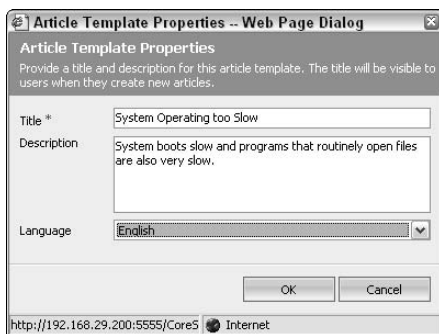 Article Template Properties -- Web Page Dialog
Article Template Properties
Provide a title and description for this article template. The title will be visible to
users when they create new articles.
Title *
System Operating too Slow
Description
System boots slow and programs that routinely open files
are also very slow.
Language
English
OK
Cancel
http://192.168.29.200:5555/CoreS
Internet